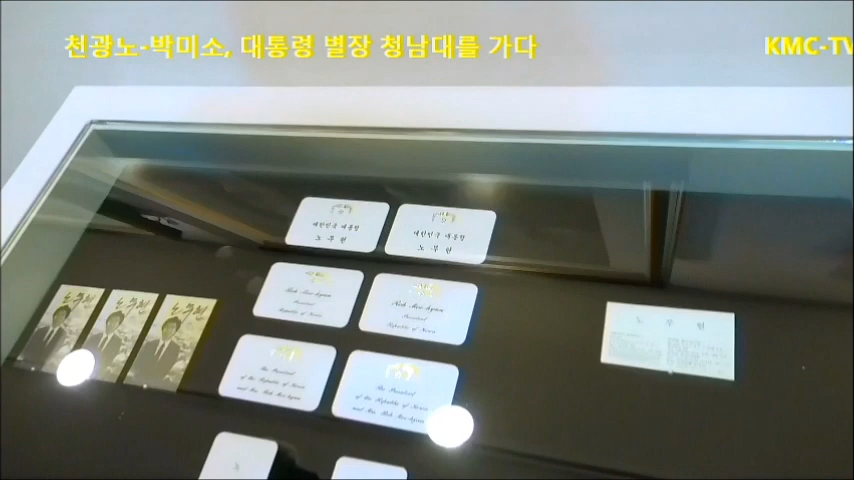 천광노-박미소, 대통령 별장 청남대를 가다
KMC-TV
대한민국 대통령
노 무 현
대한민국 대통령
노 무 현
Roh Moo-hyun
President
Republic of Korea
Roh Moo-hyun
President
Republic of Korea
노무현
노무현
노무현
노 무 현
The President
of the Republic of Korea
and Mrs. Roh Moo-hyun
The President
of the Republic of Korea
and Mrs. Roh Moo-hyun
노